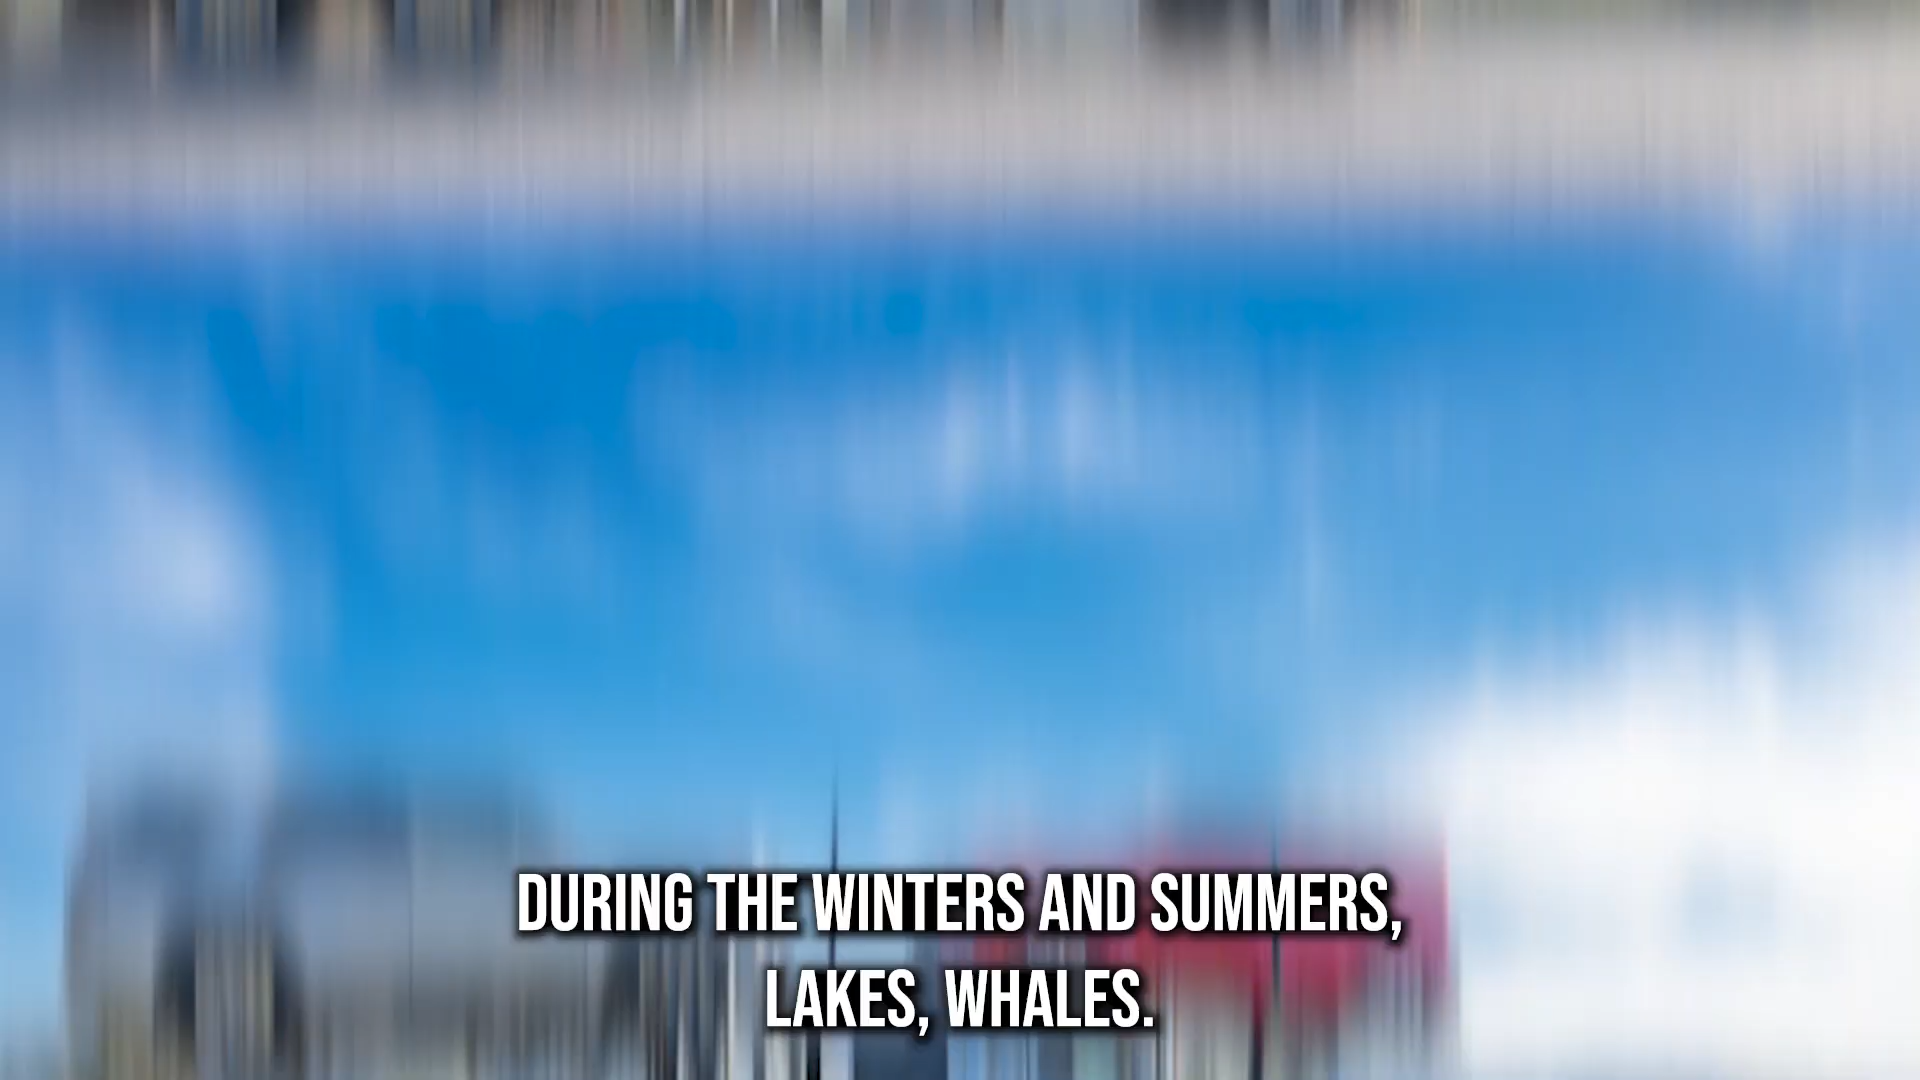 DURING THE WINTERS AND SUMMERS,
LAKES, WHALES.